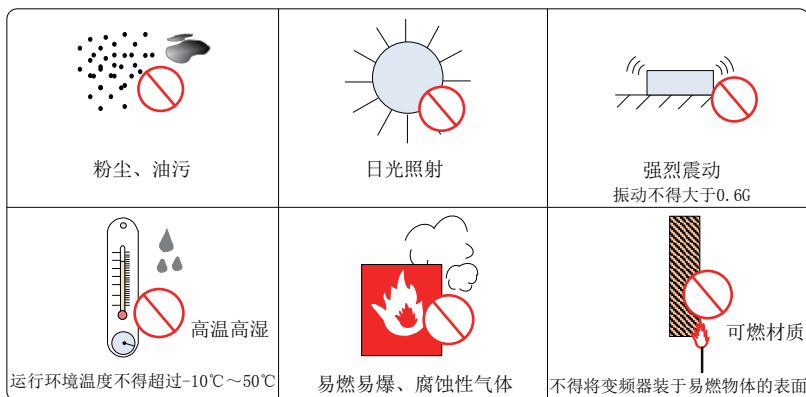 粉尘、油污
日光照射
强烈震动
振动不得大于0.6G
高温高湿
运行环境温度不得超过-10℃～50℃
易燃易爆、腐蚀性气体
可燃材质
不得将变频器装于易燃物体的表面